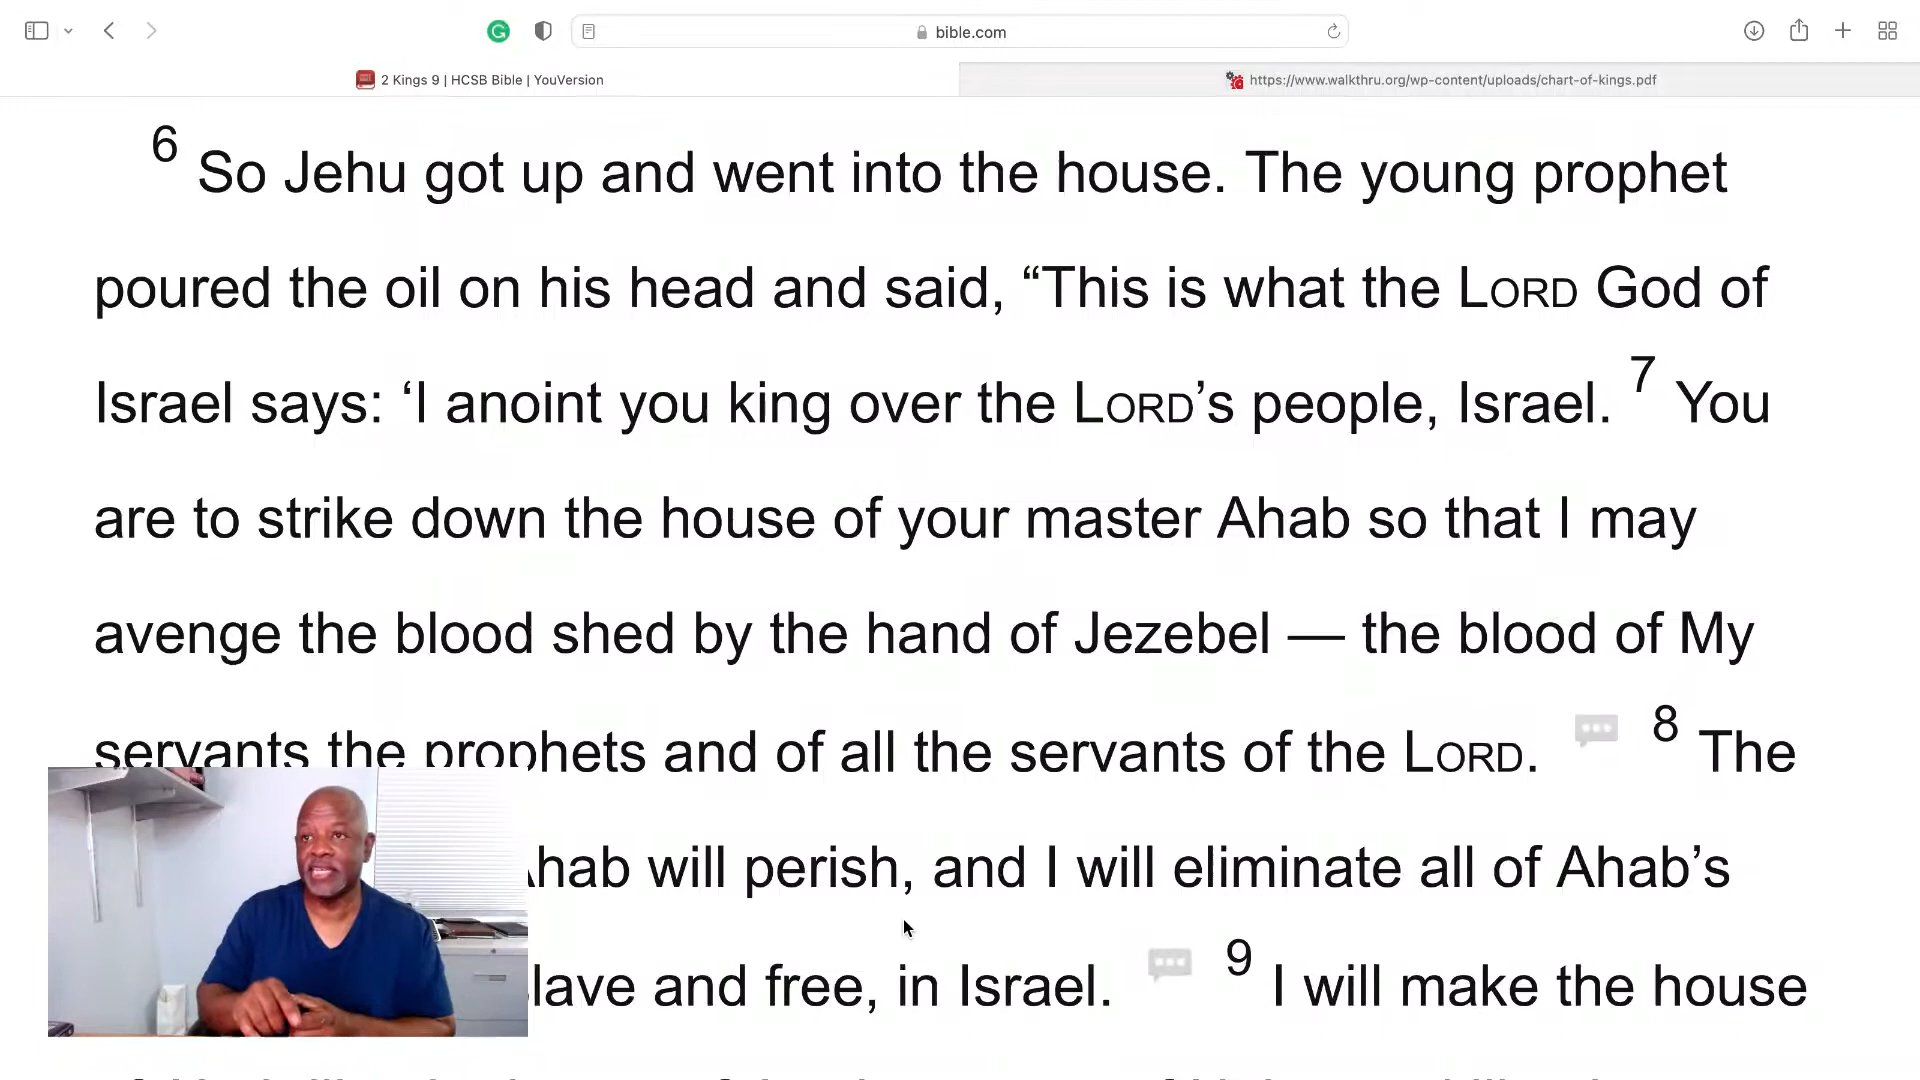 bible.com
2 Kings 9 | HCSB Bible | YouVersion
https://www.walkthru.org/wp-content/uploads/chart-of-kings.pdf
6 So Jehu got up and went into the house. The young prophet
poured the oil on his head and said, “This is what the LORD God of
Israel says: ‘I anoint you king over the LORD’s people, Israel. 7 You
are to strike down the house of your master Ahab so that I may
avenge the blood shed by the hand of Jezebel — the blood of My
servants the prophets and of all the servants of the LORD. 8 The
Ahab will perish, and I will eliminate all of Ahab’s
slave and free, in Israel. 9 I will make the house